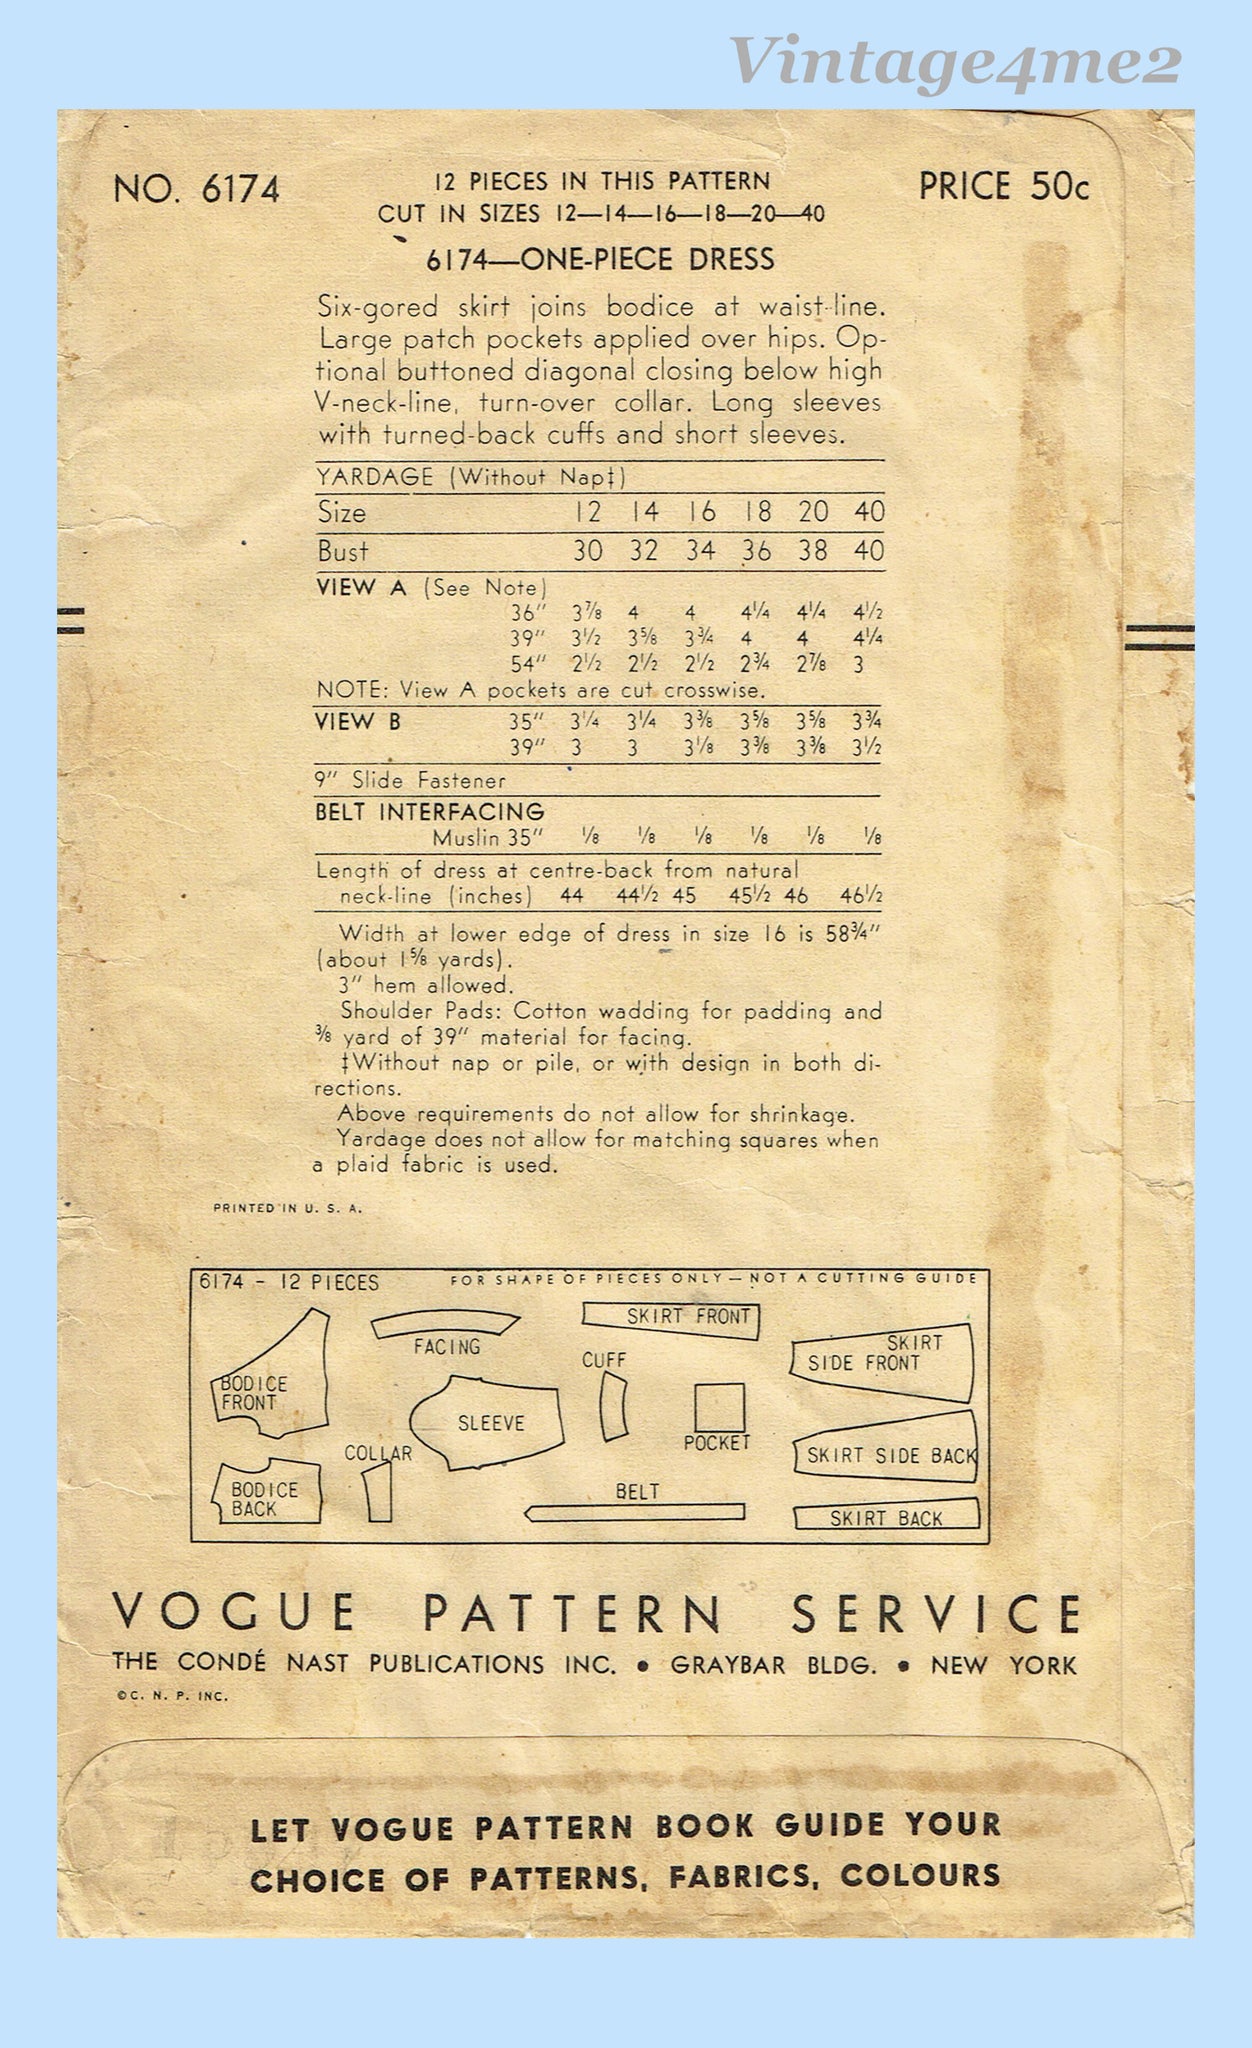 Vintage4me2
NO. 6174
12 PIECES IN THIS PATTERN
PRICE 50c
CUT IN SIZES 12—14—16—18—20—40
6174—ONE-PIECE DRESS
Six-gored skirt joins bodice at waist-line.
Large patch pockets applied over hips. Op-
tional buttoned diagonal closing below high
V-neck-line, turn-over collar. Long sleeves
with turned-back cuffs and short sleeves.
YARDAGE (Without Nap‡)
Size 12 14 16 18 20 40
Bust 30 32 34 36 38 40
VIEW A (See Note)
36" 3⅞ 4 4 4¼ 4¼ 4½
39" 3½ 3⅝ 3¾ 4 4 4¼
54" 2½ 2½ 2½ 2¾ 2⅞ 3
NOTE: View A pockets are cut crosswise.
VIEW B 35" 3¼ 3¼ 3⅜ 3⅝ 3⅝ 3¾
39" 3 3 3⅛ 3⅜ 3⅜ 3½
9" Slide Fastener
BELT INTERFACING
Muslin 35" ⅛ ⅛ ⅛ ⅛ ⅛ ⅛
Length of dress at centre-back from natural
neck-line (inches) 44 44½ 45 45½ 46 46½
Width at lower edge of dress in size 16 is 58¾"
(about 1⅝ yards).
3" hem allowed.
Shoulder Pads: Cotton wadding for padding and
⅜ yard of 39" material for facing.
‡Without nap or pile, or with design in both di-
rections.
Above requirements do not allow for shrinkage.
Yardage does not allow for matching squares when
a plaid fabric is used.
PRINTED IN U. S. A.
6174 - 12 PIECES
FOR SHAPE OF PIECES ONLY — NOT A CUTTING GUIDE
BODICE
FRONT
FACING
SKIRT FRONT
SKIRT
SIDE FRONT
CUFF
SLEEVE
POCKET
COLLAR
SKIRT SIDE BACK
BODICE
BACK
BELT
SKIRT BACK
VOGUE PATTERN SERVICE
THE CONDÉ NAST PUBLICATIONS INC. • GRAYBAR BLDG. • NEW YORK
©C. N. P. INC.
LET VOGUE PATTERN BOOK GUIDE YOUR
CHOICE OF PATTERNS, FABRICS, COLOURS